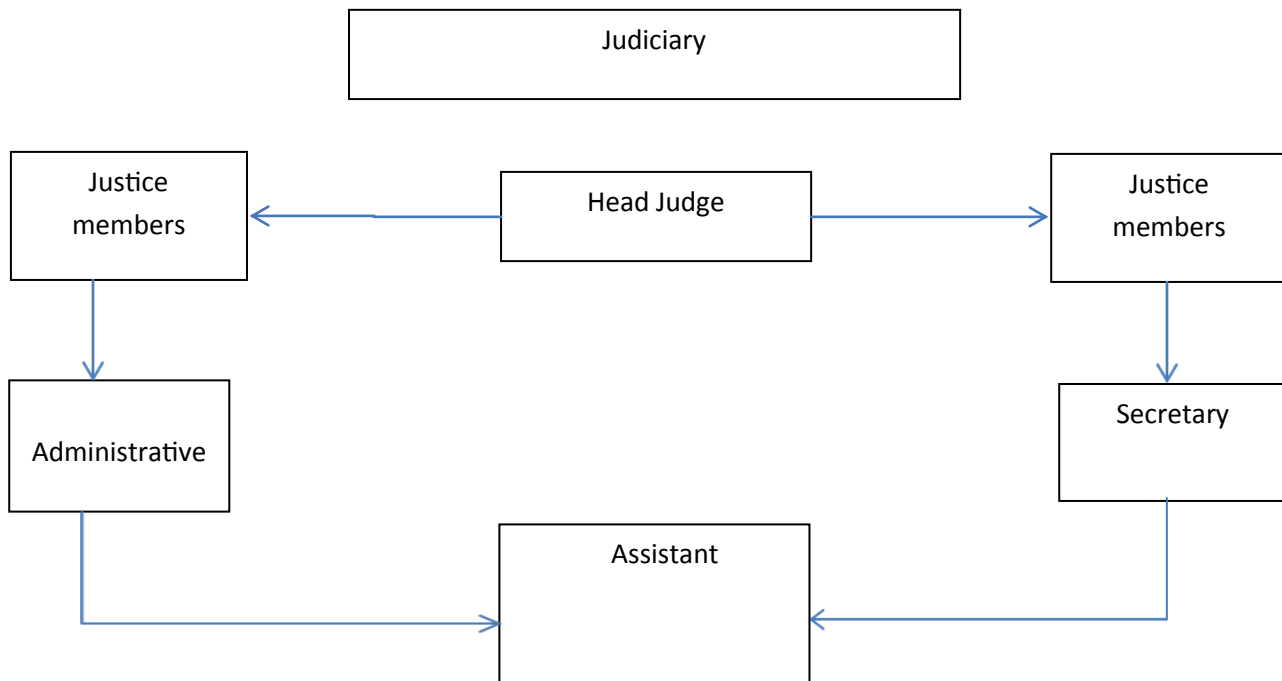 Judiciary
Justice
members
Head Judge
Justice
members
Administrative
Secretary
Assistant